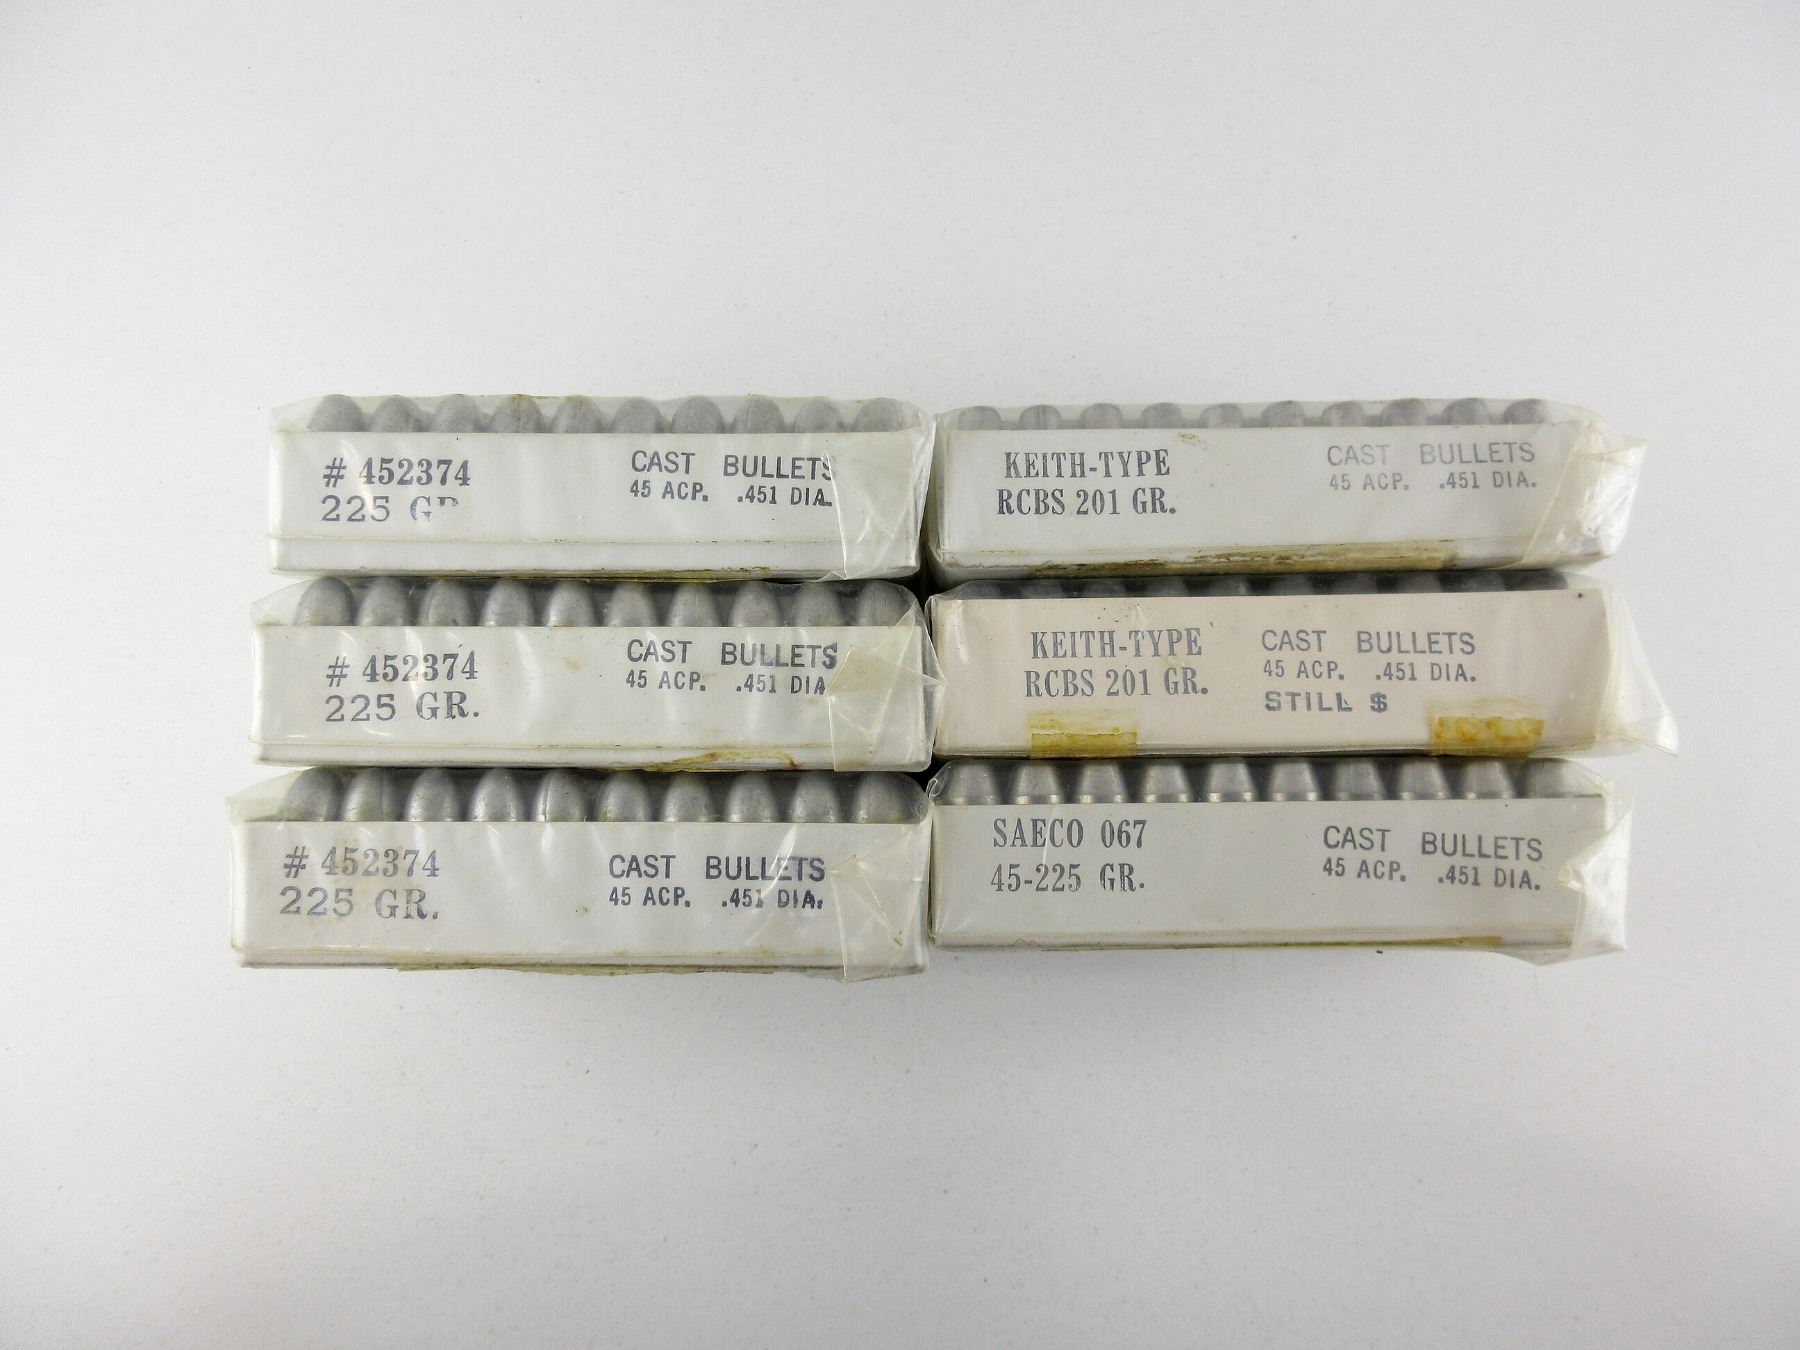 # 452374
225 GR
CAST BULLETS
45 ACP. .451 DIA.
KEITH-TYPE
RCBS 201 GR.
CAST BULLETS
45 ACP. .451 DIA.
# 452374
225 GR.
CAST BULLETS
45 ACP. .451 DIA
KEITH-TYPE
RCBS 201 GR.
CAST BULLETS
45 ACP. .451 DIA.
STILL $
# 452374
225 GR.
CAST BULLETS
45 ACP. .451 DIA.
SAECO 067
45-225 GR.
CAST BULLETS
45 ACP. .451 DIA.